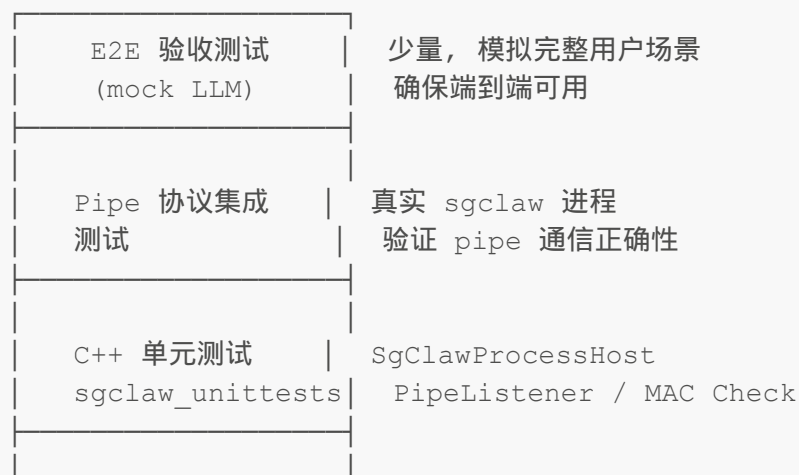 E2E 验收测试 | 少量, 模拟完整用户场景
(mock LLM) | 确保端到端可用
Pipe 协议集成 | 真实 sgclaw 进程
测试 | 验证 pipe 通信正确性
C++ 单元测试 | SgClawProcessHost
sgclaw_unittests| PipeListener / MAC Check